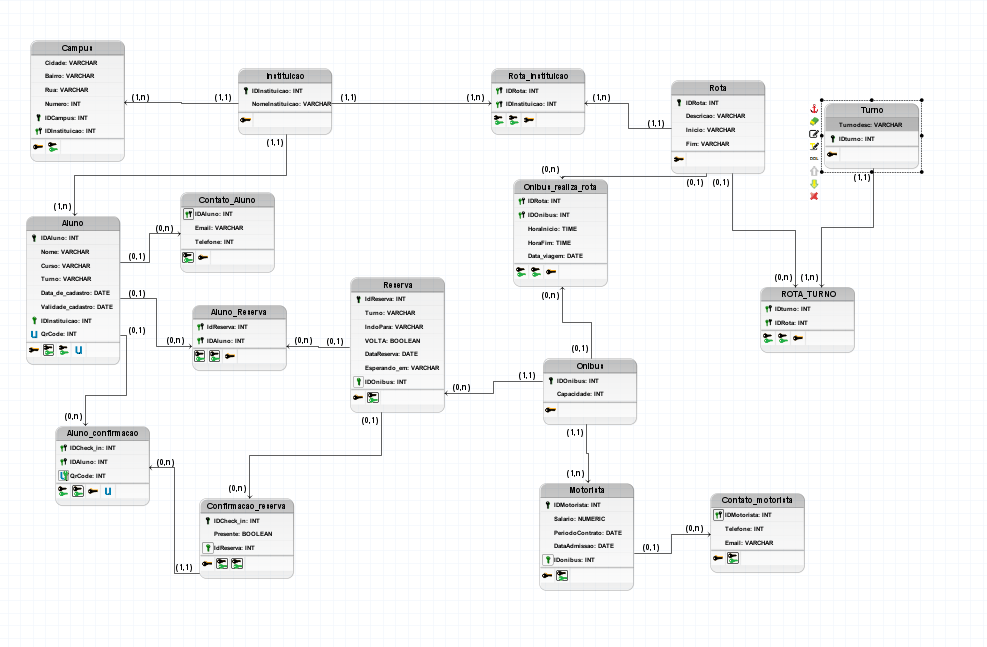 Campus
Cidade: VARCHAR
Bairro: VARCHAR
Rua: VARCHAR
Numero: INT
IDCampus: INT
IDInstituicao: INT
(1,n)
(1,1)
Instituicao
IDInstituicao: INT
NomeInstituicao: VARCHAR
(1,n)
(1,n)
(1,1)
Rota_Instituicao
IDRota: INT
IDInstituicao: INT
(1,n)
(1,1)
Rota
IDRota: INT
Descricao: VARCHAR
Inicio: VARCHAR
Fim: VARCHAR
(0,1)
(0,1)
Turno
Turnodesc: VARCHAR
IDturno: INT
(1,1)
Onibus_realiza_rota
IDRota: INT
IDOnibus: INT
HoraInicio: TIME
HoraFim: TIME
Data_viagem: DATE
(0,n)
(1,n)
Aluno
IDAluno: INT
Nome: VARCHAR
Curso: VARCHAR
Turno: VARCHAR
Data_de_cadastro: DATE
Validade_cadastro: DATE
IDInstituicao: INT
QrCode: INT
(0,1)
(0,1)
(0,1)
(0,n)
Contato_Aluno
IDAluno: INT
Email: VARCHAR
Telefone: INT
Aluno_Reserva
IdReserva: INT
IDAluno: INT
(0,n)
(0,n)
(0,1)
Reserva
IdReserva: INT
Turno: VARCHAR
IndoPara: VARCHAR
VOLTA: BOOLEAN
DataReserva: DATE
Esperando_em: VARCHAR
IDOnibus: INT
(0,1)
(0,n)
(1,1)
(0,1)
Onibus
IDOnibus: INT
Capacidade: INT
(1,1)
(0,n)
(1,n)
ROTA_TURNO
IDturno: INT
IDRota: INT
(0,n)
Aluno_confirmacao
IDCheck_in: INT
IDAluno: INT
QrCode: INT
(0,n)
(1,1)
(0,n)
Confirmacao_reserva
IDCheck_in: INT
Presente: BOOLEAN
IdReserva: INT
(1,n)
Motorista
IDMotorista: INT
Salario: NUMERIC
PeriodoContrato: DATE
DataAdmissao: DATE
IDonibus: INT
(0,1)
(0,n)
Contato_motorista
IDMotorista: INT
Telefone: INT
Email: VARCHAR